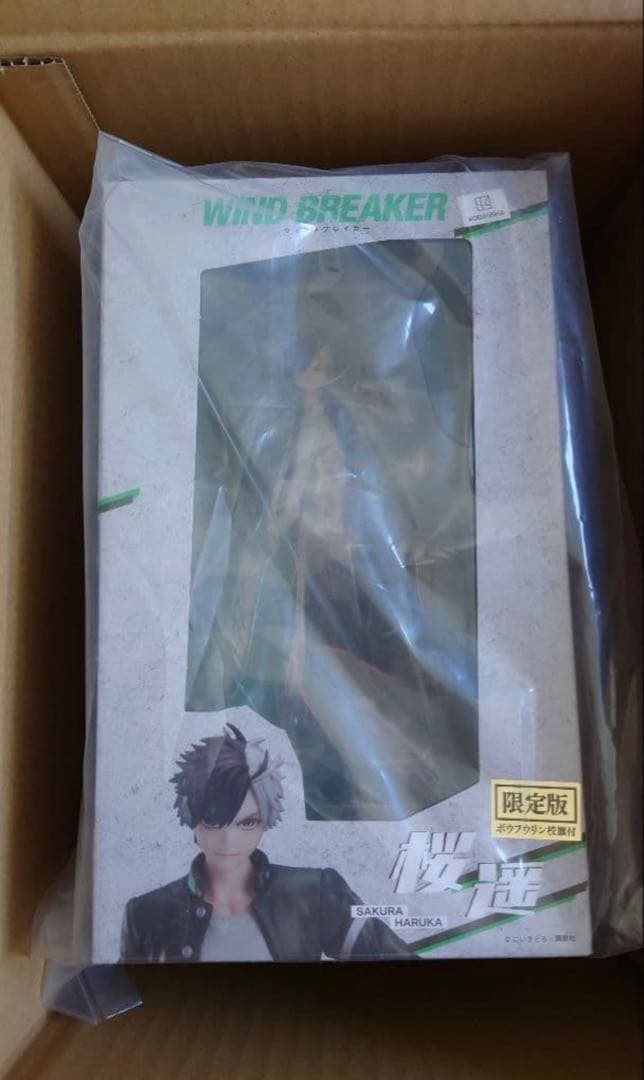 WIND BREAKER
ウィンドブレイカー
限定版
ボウフウリン校旗付
桜遥
SAKURA
HARUKA
©にいさとる・講談社